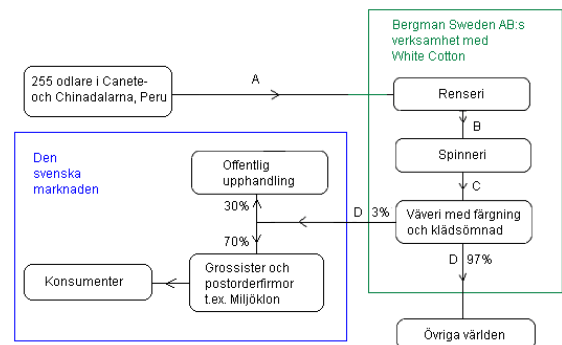 Bergman Sweden AB:s
verksamhet med
White Cotton
255 odlare i Canete-
och Chinadalarna, Peru
A
Renseri
B
Spinneri
C
Väveri med färgning
och klädsömnad
D 3%
D 97%
Övriga världen
Den
svenska
marknaden
Offentlig
upphandling
30%
70%
Grossister och
postorderfirmor
t.ex. Miljöklon
Konsumenter